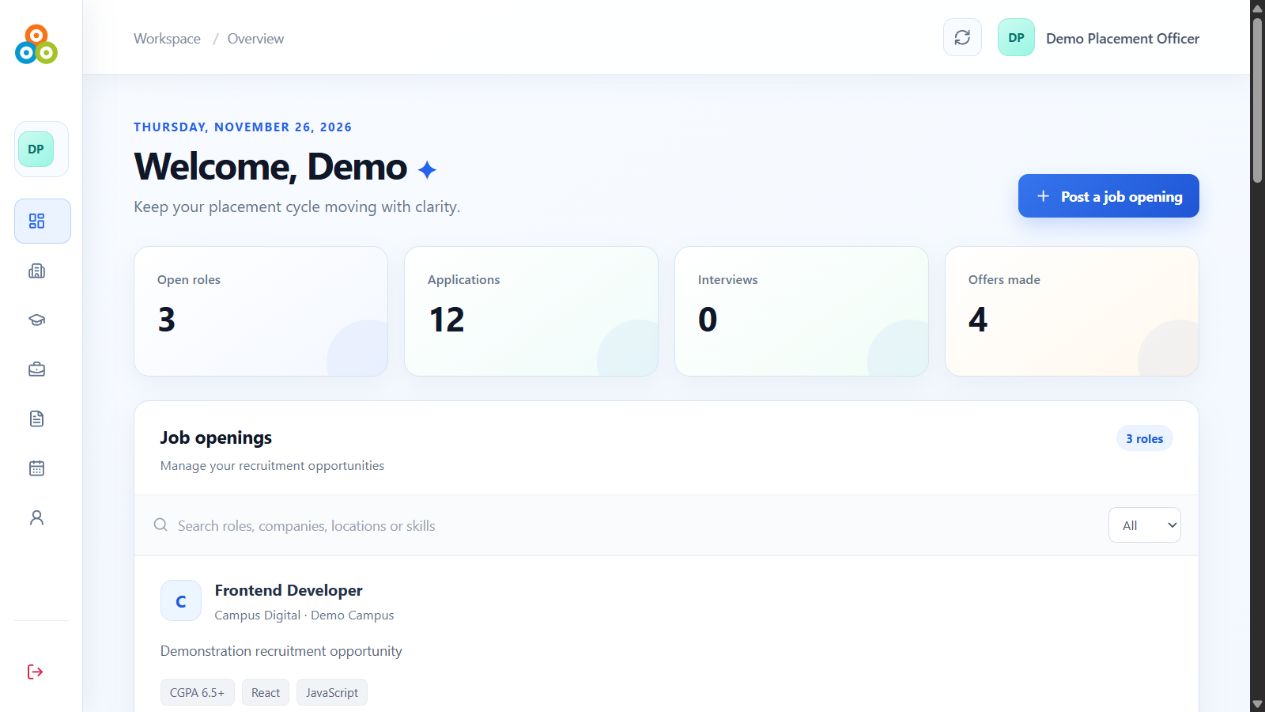 Workspace / Overview
DP Demo Placement Officer
DP
THURSDAY, NOVEMBER 26, 2026
Welcome, Demo
Keep your placement cycle moving with clarity.
+ Post a job opening
Open roles
3
Applications
12
Interviews
0
Offers made
4
Job openings
3 roles
Manage your recruitment opportunities
Search roles, companies, locations or skills
All
C
Frontend Developer
Campus Digital · Demo Campus
Demonstration recruitment opportunity
CGPA 6.5+ React JavaScript